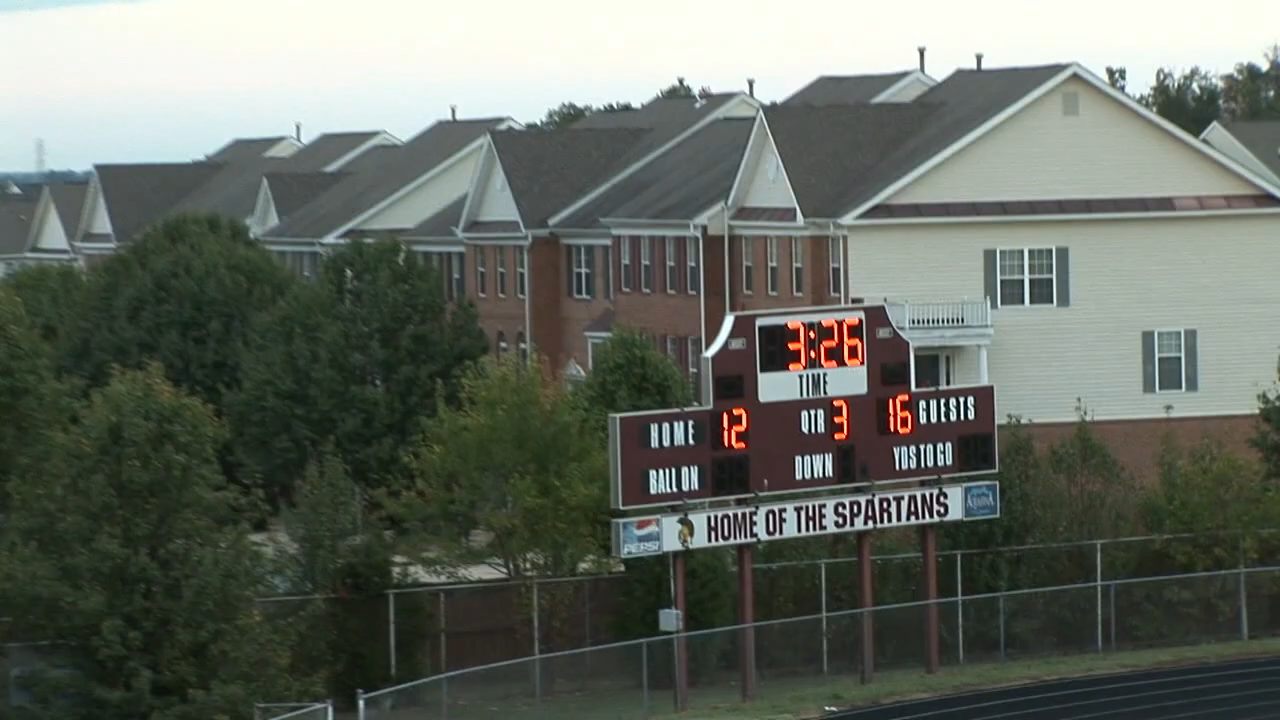 3:26
TIME
HOME 12 QTR 3 16 GUESTS
BALL ON DOWN YDS TO GO
PEPSI HOME OF THE SPARTANS AQUAFINA